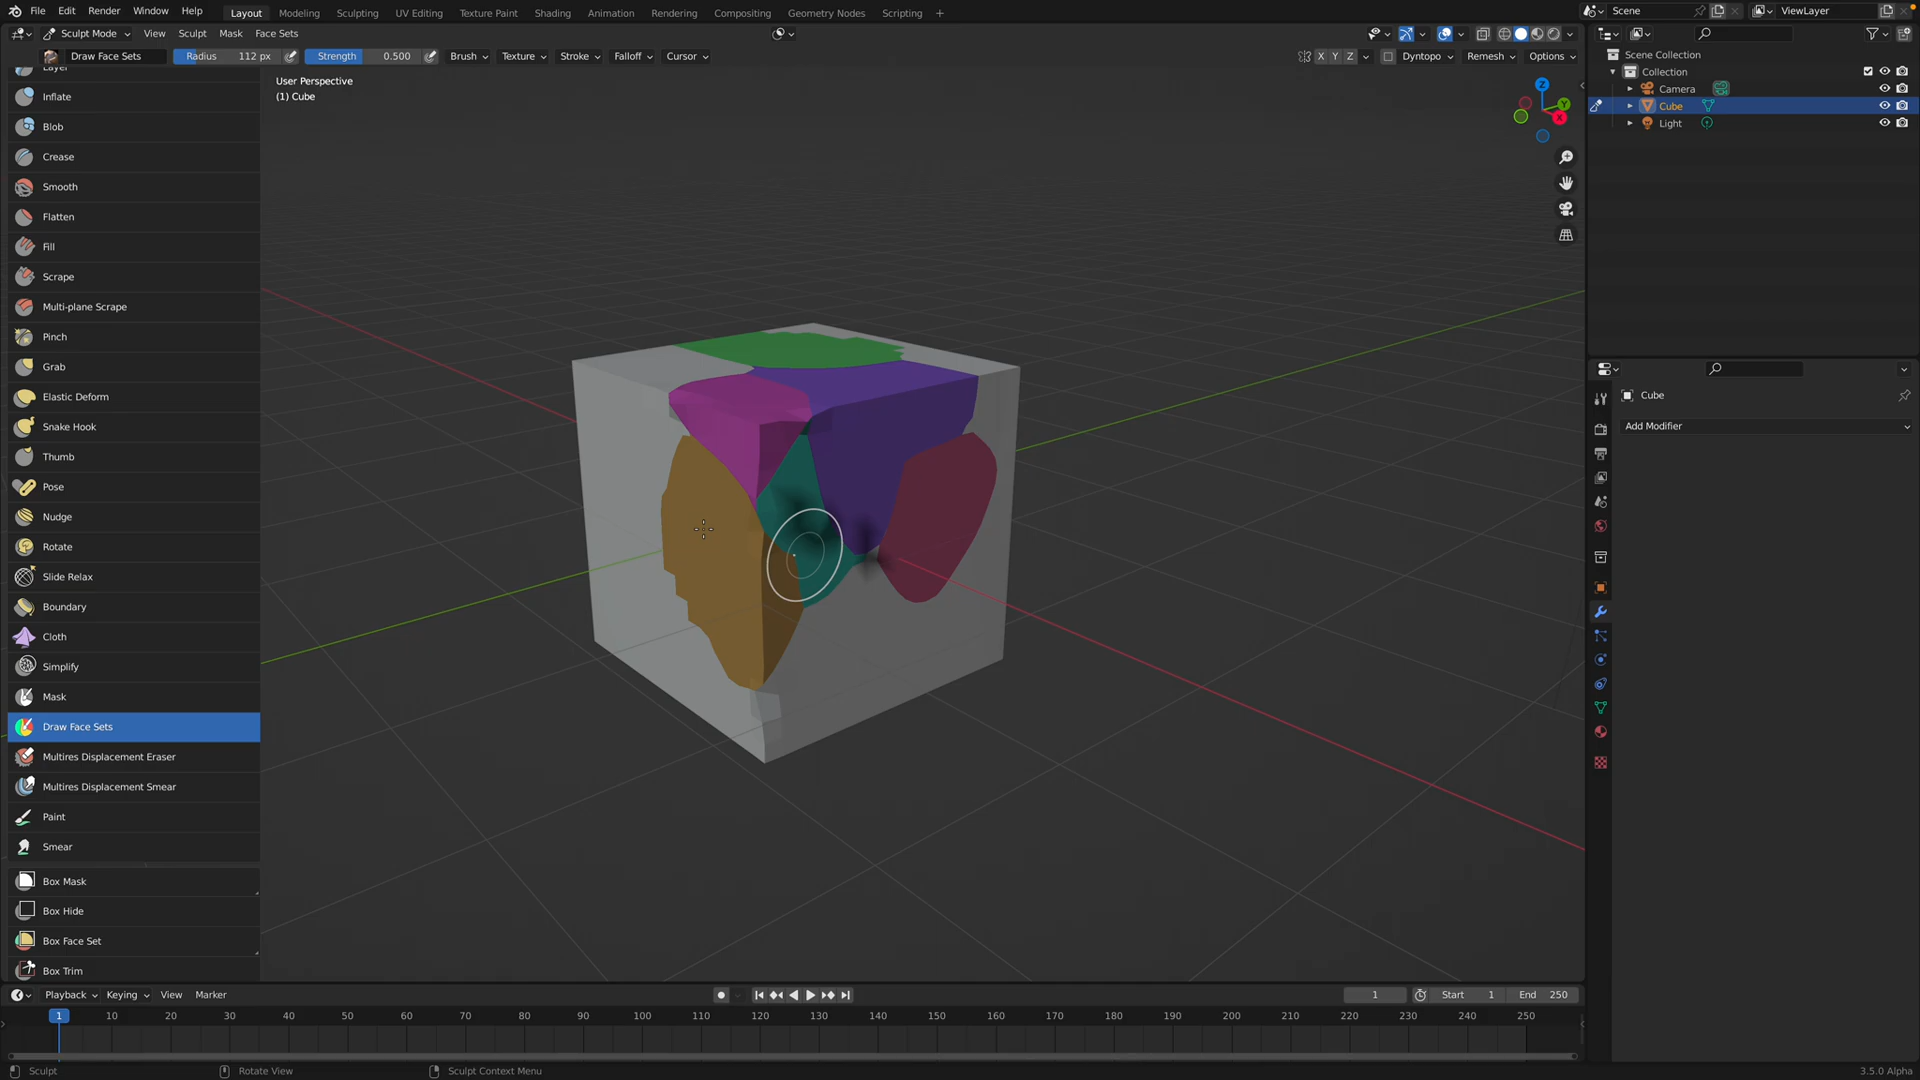 File Edit Render Window Help Layout Modeling Sculpting UV Editing Texture Paint Shading Animation Rendering Compositing Geometry Nodes Scripting + Scene ViewLayer
Sculpt Mode View Sculpt Mask Face Sets
Draw Face Sets Radius 112 px Strength 0.500 Brush Texture Stroke Falloff Cursor X Y Z Dyntopo Remesh Options
User Perspective
(1) Cube
Layer
Inflate
Blob
Crease
Smooth
Flatten
Fill
Scrape
Multi-plane Scrape
Pinch
Grab
Elastic Deform
Snake Hook
Thumb
Pose
Nudge
Rotate
Slide Relax
Boundary
Cloth
Simplify
Mask
Draw Face Sets
Multires Displacement Eraser
Multires Displacement Smear
Paint
Smear
Box Mask
Box Hide
Box Face Set
Box Trim
Z
Y
X
Scene Collection
Collection
Camera
Cube
Light
Cube
Add Modifier
Playback Keying View Marker 1 Start 1 End 250
1 10 20 30 40 50 60 70 80 90 100 110 120 130 140 150 160 170 180 190 200 210 220 230 240 250
Sculpt Rotate View Sculpt Context Menu 3.5.0 Alpha